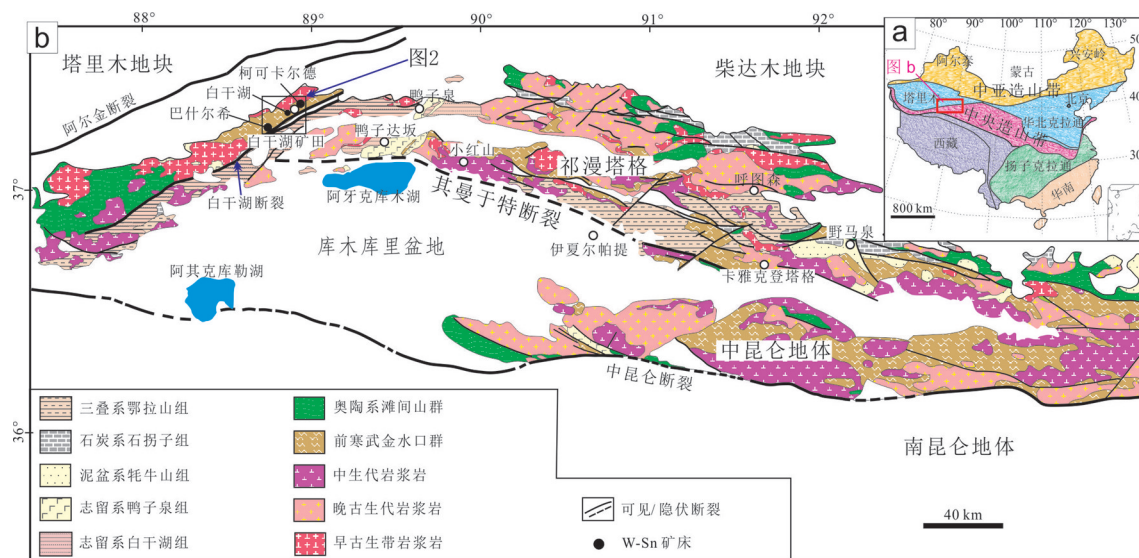 b
88°
89°
90°
91°
92°
37°
36°
塔里木地块
柴达木地块
阿尔金断裂
柯可卡尔德
图2
白干湖
巴什尔希
白干湖矿田
白干湖断裂
鸭子泉
鸭子达坂
小红山
祁漫塔格
呼图森
阿牙克库木湖
其曼于特断裂
野马泉
库木库里盆地
伊夏尔帕提
卡雅克登塔格
阿其克库勒湖
中昆仑地体
中昆仑断裂
南昆仑地体
40 km
三叠系鄂拉山组
石炭系石拐子组
泥盆系牦牛山组
志留系鸭子泉组
志留系白干湖组
奥陶系滩间山群
前寒武金水口群
中生代岩浆岩
晚古生代岩浆岩
早古生带岩浆岩
可见/隐伏断裂
W-Sn 矿床
a
80°
90°
100°
110°
120°
130°
50
40
30
图 b
阿尔泰
蒙古
兴安岭
中亚造山带
塔里木
北京
中央造山带
华北克拉通
西藏
扬子克拉通
华南
800 km